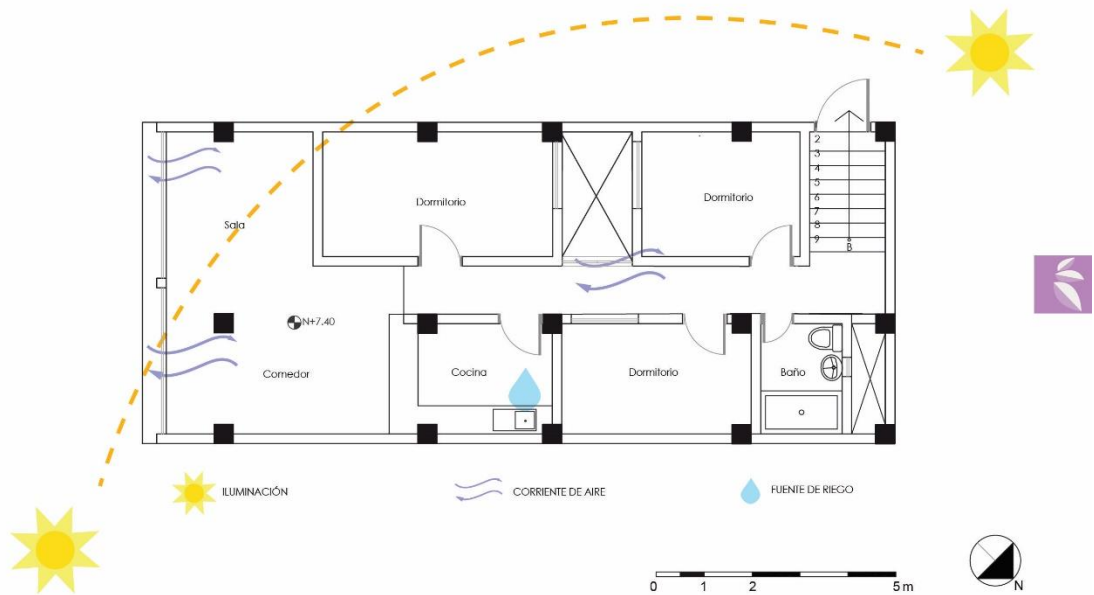 2
3
4
5
6
7
8
9
B
Dormitorio
Dormitorio
Sala
N+7.40
Comedor
Cocina
Dormitorio
Baño
ILUMINACIÓN
CORRIENTE DE AIRE
FUENTE DE RIEGO
0 1 2 5 m
N